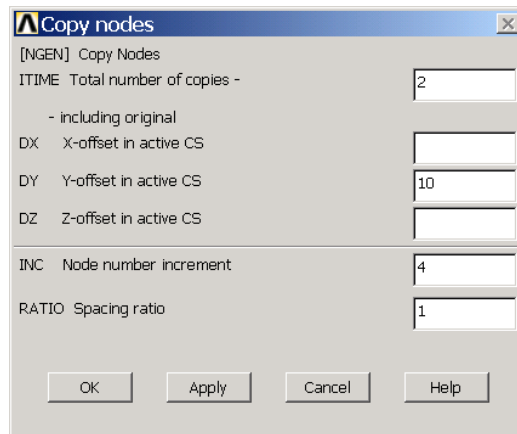 Copy nodes
[NGEN] Copy Nodes
ITIME Total number of copies - 2
- including original
DX X-offset in active CS
DY Y-offset in active CS 10
DZ Z-offset in active CS
INC Node number increment 4
RATIO Spacing ratio 1
OK Apply Cancel Help